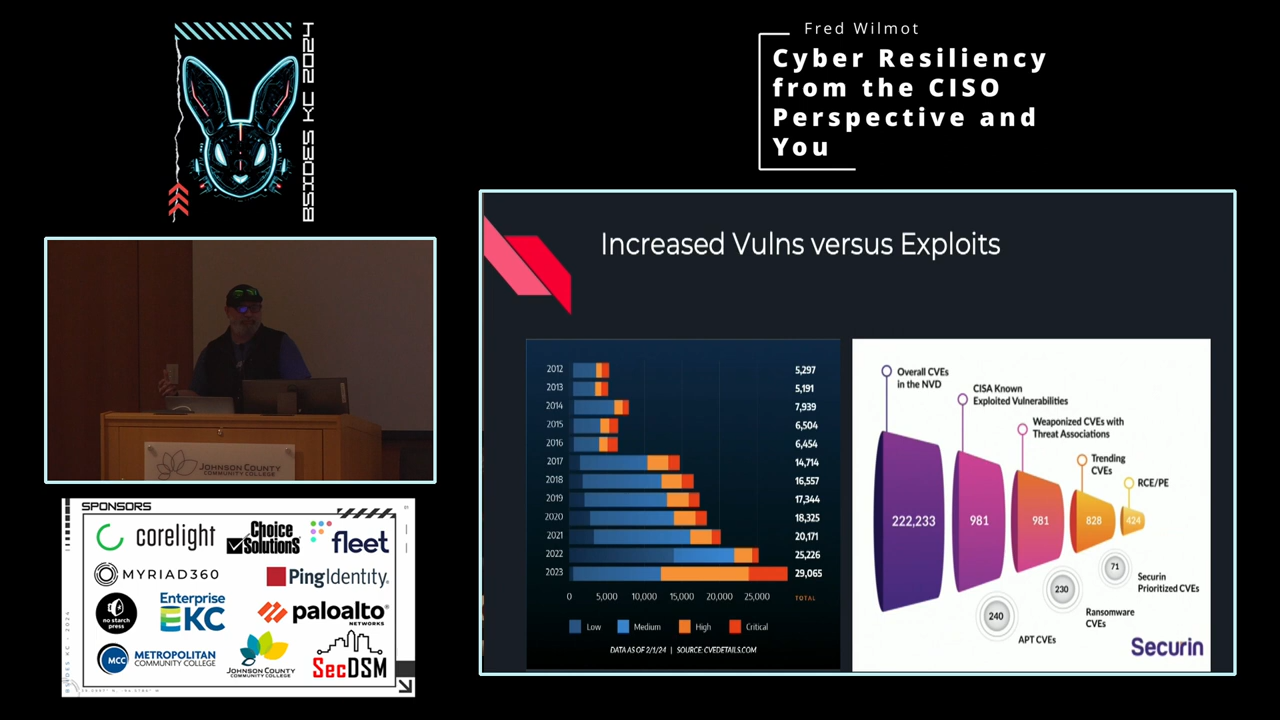 BSIDES KC 2024
Fred Wilmot
Cyber Resiliency
from the CISO
Perspective and
You
JOHNSON COUNTY
COMMUNITY COLLEGE
SPONSORS
corelight
Choice
Solutions
fleet
MYRIAD360
PingIdentity
no starch
press
Enterprise
KC
paloalto
NETWORKS
MCC
METROPOLITAN
COMMUNITY COLLEGE
JOHNSON COUNTY
COMMUNITY COLLEGE
SecDSM
BSIDES KC - 2024
Increased Vulns versus Exploits
2012 5,297
2013 5,191
2014 7,939
2015 6,504
2016 6,454
2017 14,714
2018 16,557
2019 17,344
2020 18,325
2021 20,171
2022 25,226
2023 29,065
0 5,000 10,000 15,000 20,000 25,000 TOTAL
Low Medium High Critical
DATA AS OF 2/1/24 | SOURCE: CVEDETAILS.COM
Overall CVEs
in the NVD
CISA Known
Exploited Vulnerabilities
Weaponized CVEs with
Threat Associations
Trending
CVEs
RCE/PE
222,233
981
981
828
424
71
Securin
Prioritized CVEs
230
Ransomware
CVEs
240
APT CVEs
Securin